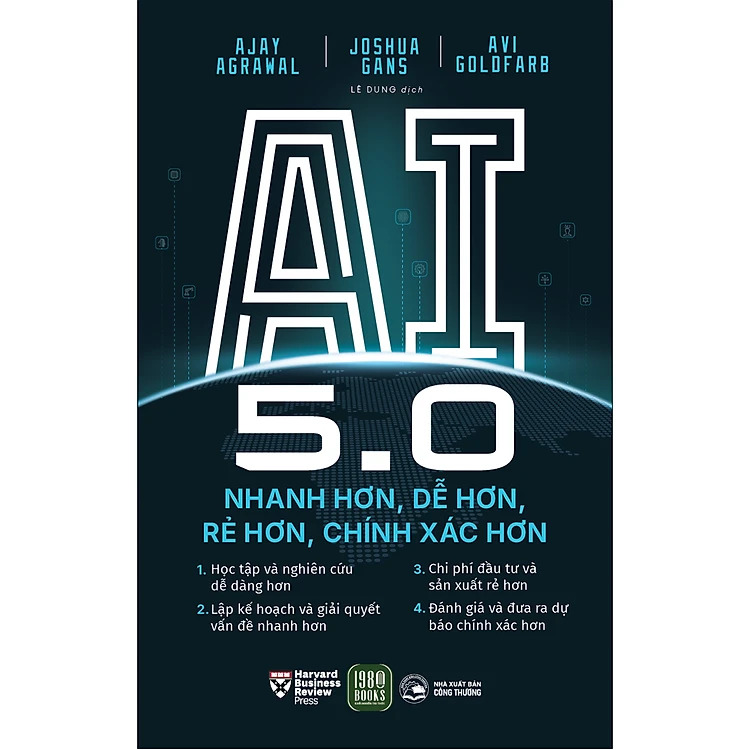 AJAY
AGRAWAL
JOSHUA
GANS
AVI
GOLDFARB
LÊ DUNG dịch
AI
5.0
NHANH HƠN, DỄ HƠN,
RẺ HƠN, CHÍNH XÁC HƠN
1. Học tập và nghiên cứu
dễ dàng hơn
2. Lập kế hoạch và giải quyết
vấn đề nhanh hơn
3. Chi phí đầu tư và
sản xuất rẻ hơn
4. Đánh giá và đưa ra dự
báo chính xác hơn
Harvard
Business
Review
Press
1980
BOOKS
NHÀ XUẤT BẢN
CÔNG THƯƠNG